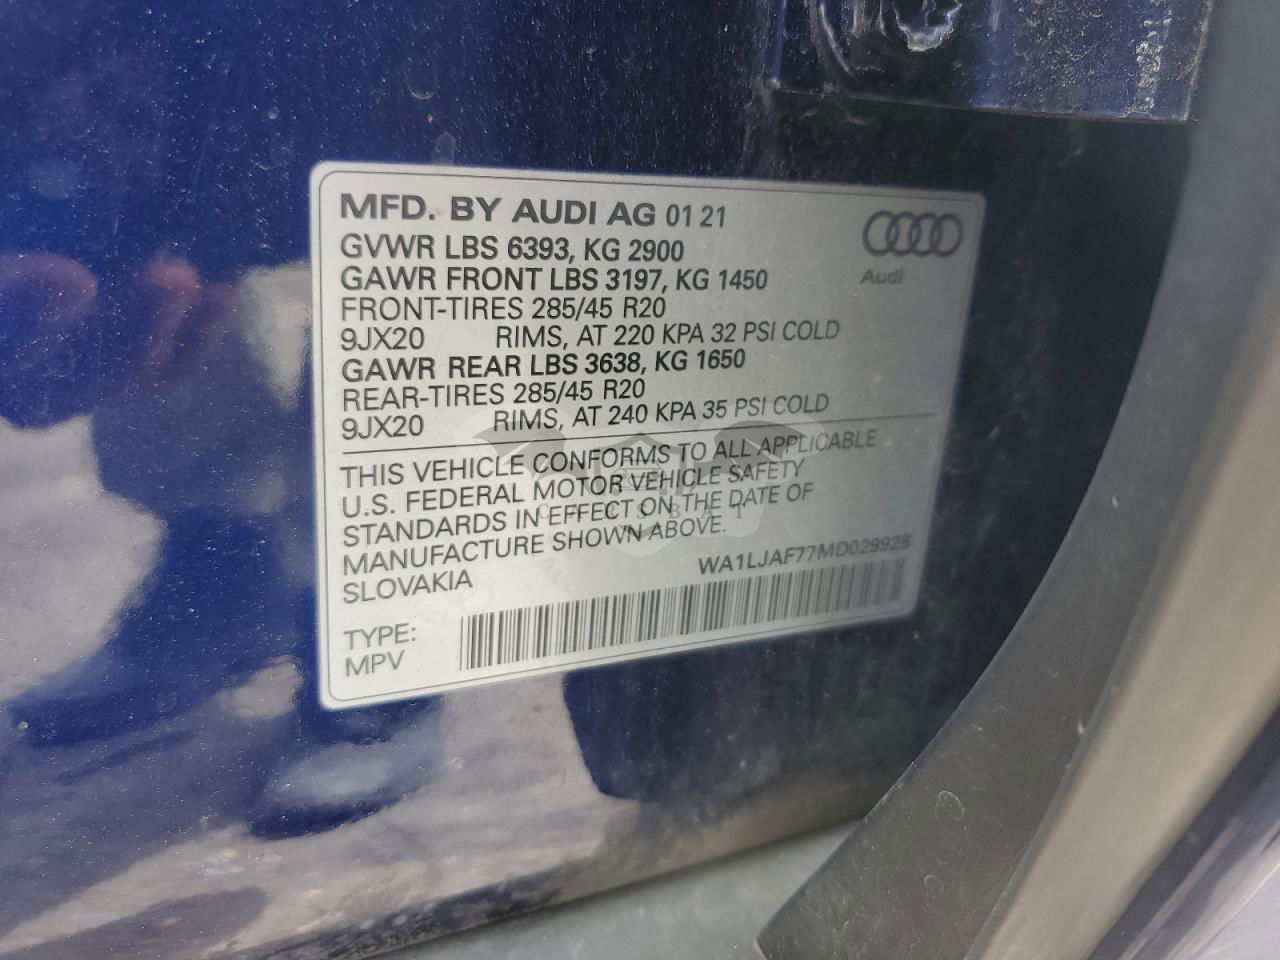 MFD. BY AUDI AG 01 21
GVWR LBS 6393, KG 2900
GAWR FRONT LBS 3197, KG 1450
FRONT-TIRES 285/45 R20
9JX20 RIMS, AT 220 KPA 32 PSI COLD
GAWR REAR LBS 3638, KG 1650
REAR-TIRES 285/45 R20
9JX20 RIMS, AT 240 KPA 35 PSI COLD
Audi
THIS VEHICLE CONFORMS TO ALL APPLICABLE
U.S. FEDERAL MOTOR VEHICLE SAFETY
STANDARDS IN EFFECT ON THE DATE OF
MANUFACTURE SHOWN ABOVE.
SLOVAKIA
WA1LJAF77MD029928
TYPE:
MPV